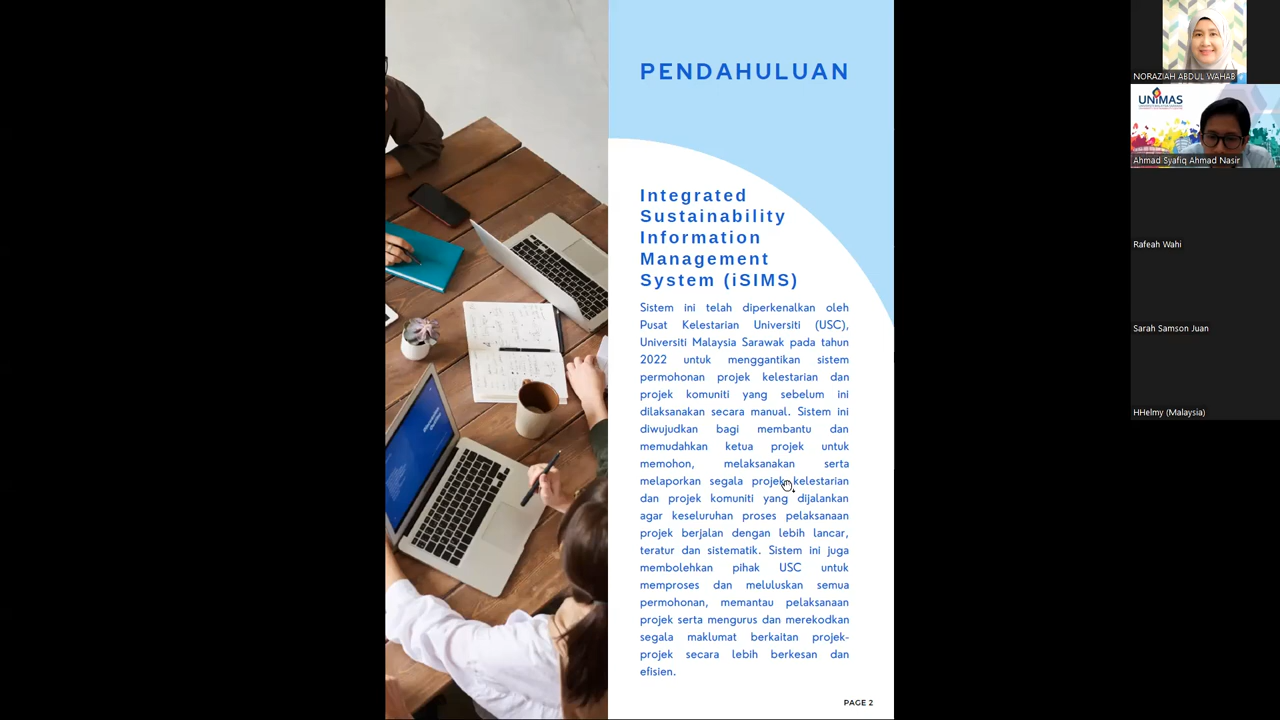 PENDAHULUAN
Integrated
Sustainability
Information
Management
System (iSIMS)
Sistem ini telah diperkenalkan oleh
Pusat Kelestarian Universiti (USC),
Universiti Malaysia Sarawak pada tahun
2022 untuk menggantikan sistem
permohonan projek kelestarian dan
projek komuniti yang sebelum ini
dilaksanakan secara manual. Sistem ini
diwujudkan bagi membantu dan
memudahkan ketua projek untuk
memohon, melaksanakan serta
melaporkan segala projek kelestarian
dan projek komuniti yang dijalankan
agar keseluruhan proses pelaksanaan
projek berjalan dengan lebih lancar,
teratur dan sistematik. Sistem ini juga
membolehkan pihak USC untuk
memproses dan meluluskan semua
permohonan, memantau pelaksanaan
projek serta mengurus dan merekodkan
segala maklumat berkaitan projek-
projek secara lebih berkesan dan
efisien.
PAGE 2
NORAZIAH ABDUL WAHAB
UNIMAS
Ahmad Syafiq Ahmad Nasir
Rafeah Wahi
Sarah Samson Juan
HHelmy (Malaysia)